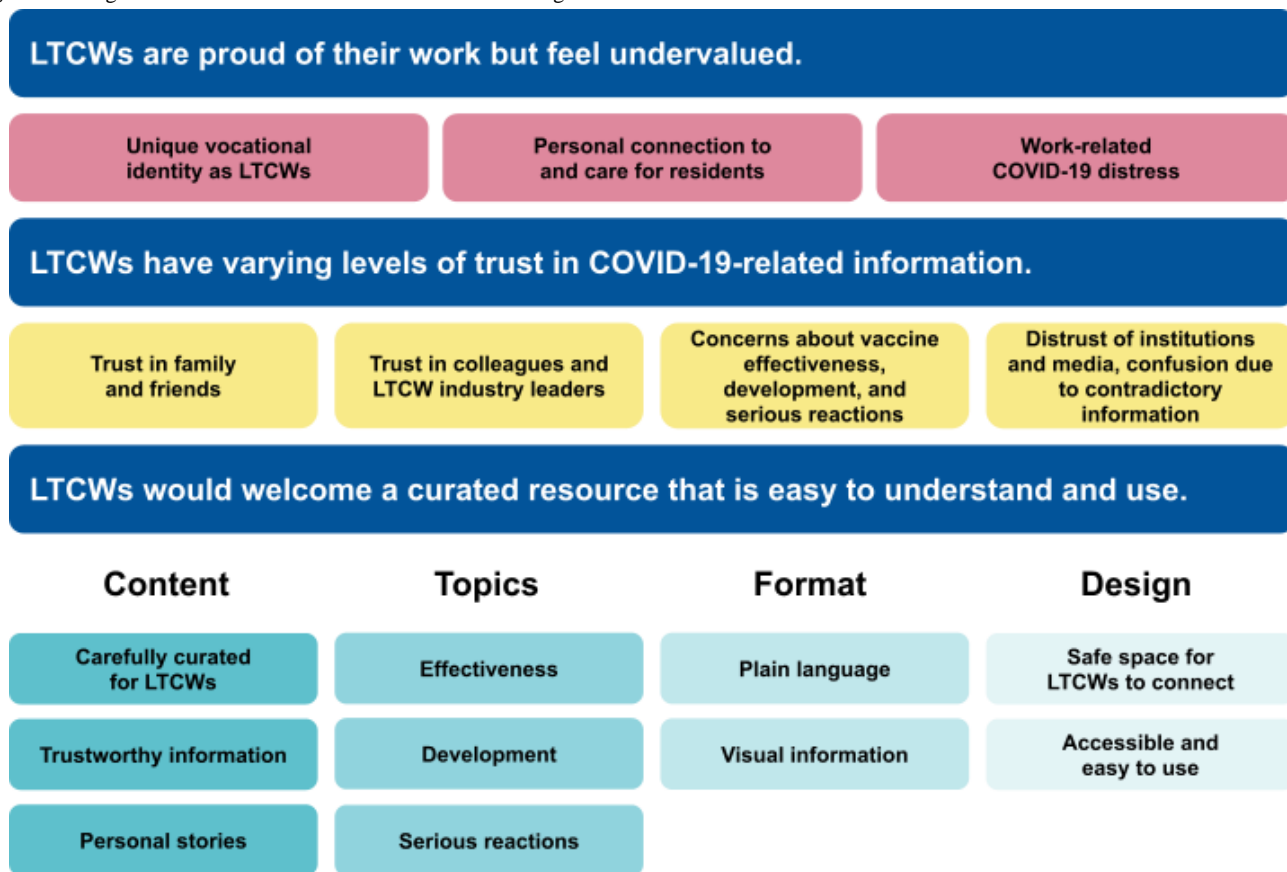 LTCWs are proud of their work but feel undervalued.
Unique vocational
identity as LTCWs
Personal connection to
and care for residents
Work-related
COVID-19 distress
LTCWs have varying levels of trust in COVID-19-related information.
Trust in family
and friends
Trust in colleagues and
LTCW industry leaders
Concerns about vaccine
effectiveness,
development, and
serious reactions
Distrust of institutions
and media, confusion due
to contradictory
information
LTCWs would welcome a curated resource that is easy to understand and use.
Content
Topics
Format
Design
Carefully curated
for LTCWs
Effectiveness
Plain language
Safe space for
LTCWs to connect
Trustworthy information
Development
Visual information
Accessible and
easy to use
Personal stories
Serious reactions